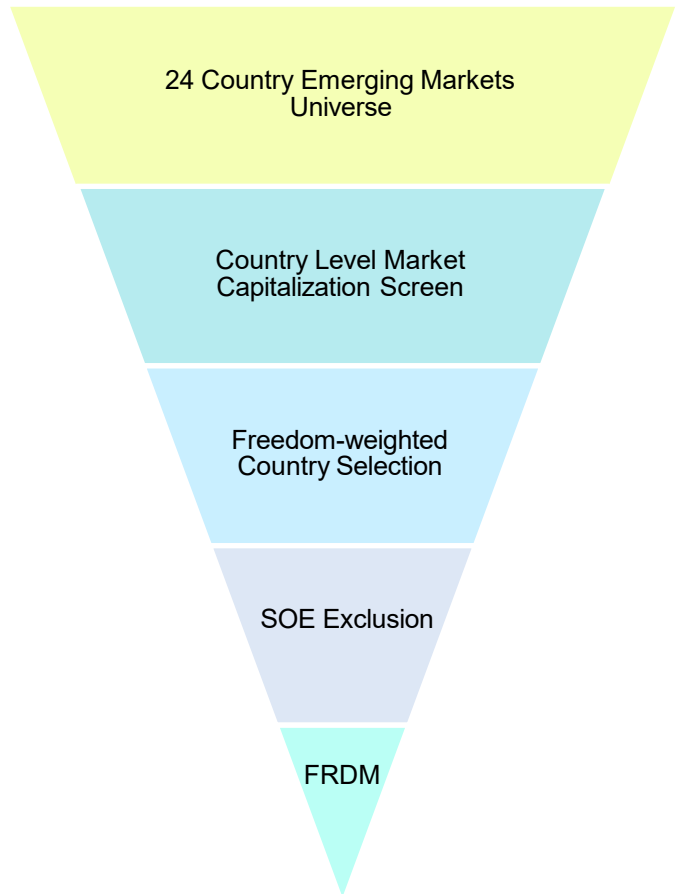 24 Country Emerging Markets
Universe
Country Level Market
Capitalization Screen
Freedom-weighted
Country Selection
SOE Exclusion
FRDM